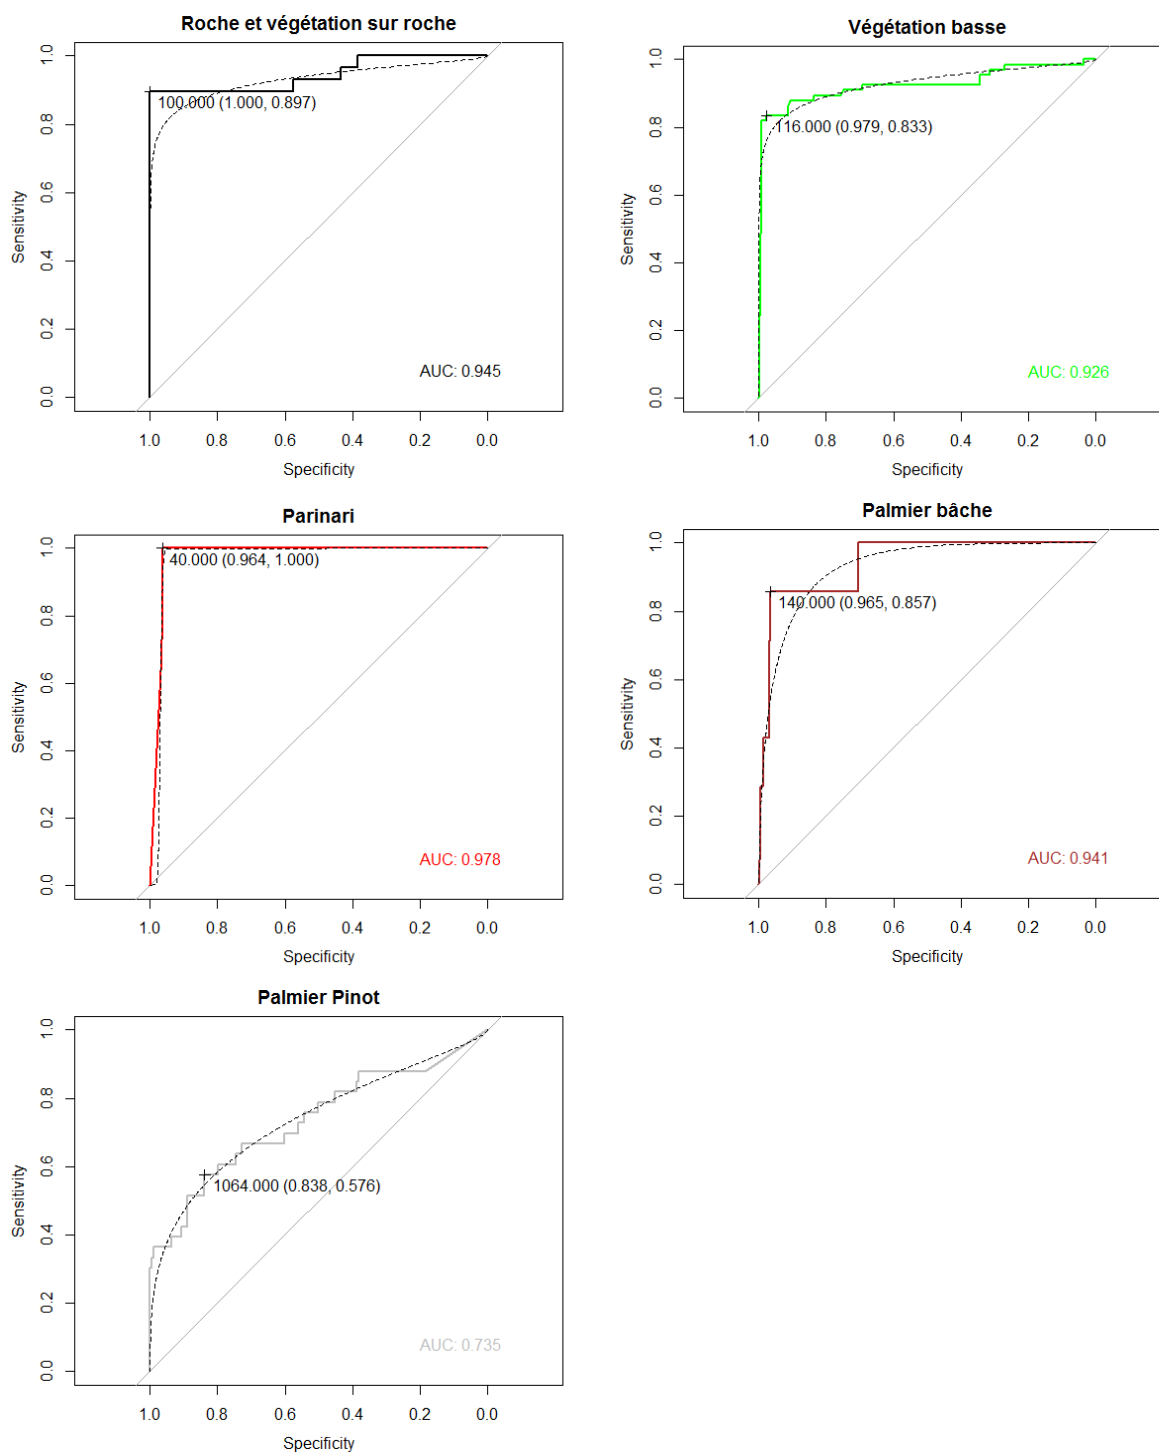 Roche et végétation sur roche
1.0
0.8
0.6
0.4
0.2
0.0
Sensitivity
100.000 (1.000, 0.897)
AUC: 0.945
1.0 0.8 0.6 0.4 0.2 0.0
Specificity
Végétation basse
1.0
0.8
0.6
0.4
0.2
0.0
Sensitivity
116.000 (0.979, 0.833)
AUC: 0.926
1.0 0.8 0.6 0.4 0.2 0.0
Specificity
Parinari
1.0
0.8
0.6
0.4
0.2
0.0
Sensitivity
40.000 (0.964, 1.000)
AUC: 0.978
1.0 0.8 0.6 0.4 0.2 0.0
Specificity
Palmier bâche
1.0
0.8
0.6
0.4
0.2
0.0
Sensitivity
140.000 (0.965, 0.857)
AUC: 0.941
1.0 0.8 0.6 0.4 0.2 0.0
Specificity
Palmier Pinot
1.0
0.8
0.6
0.4
0.2
0.0
Sensitivity
1064.000 (0.838, 0.576)
AUC: 0.735
1.0 0.8 0.6 0.4 0.2 0.0
Specificity